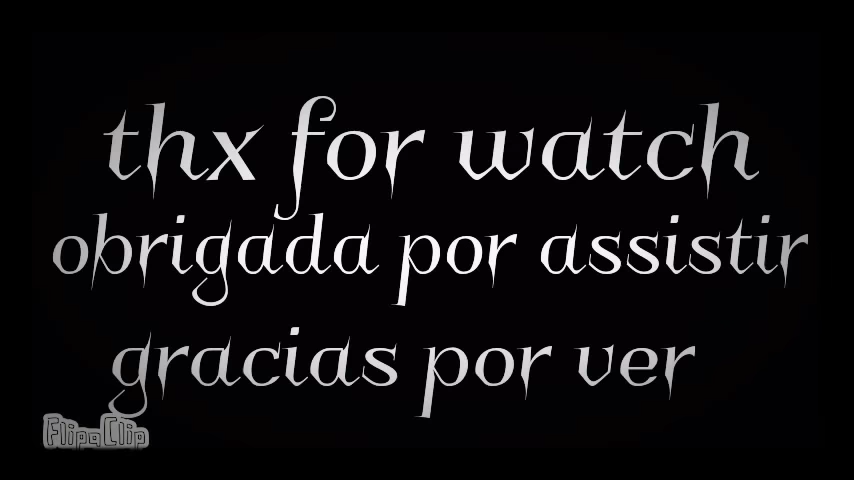 thx for watch
obrigada por assistir
gracias por ver
FlipaClip